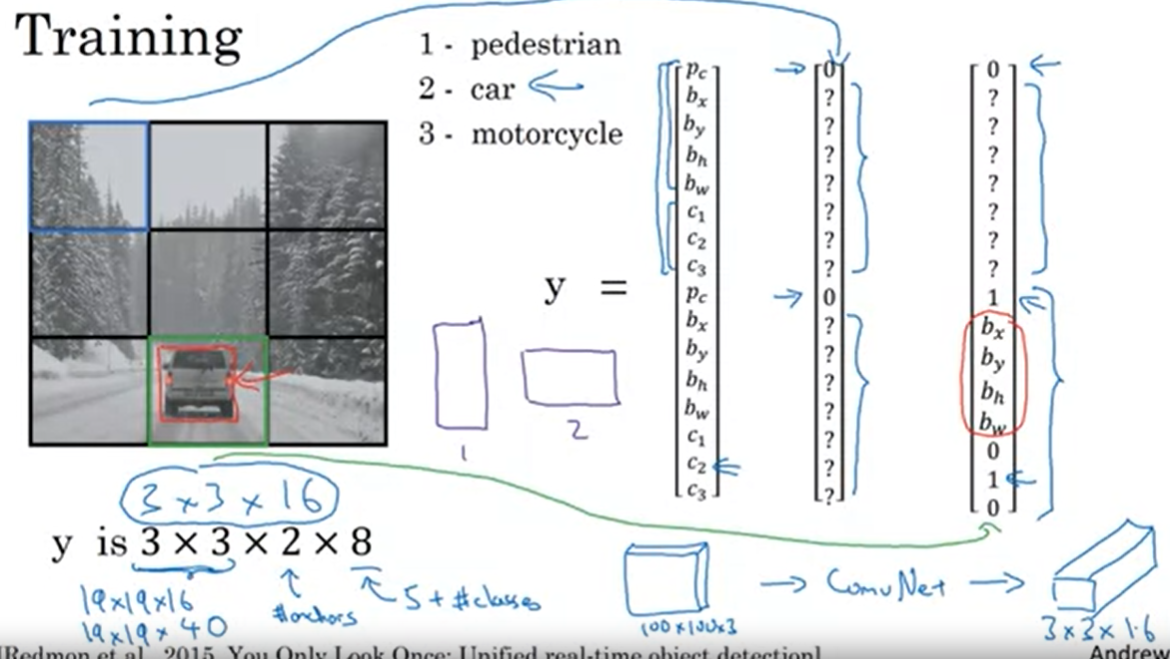 Training
1 - pedestrian
2 - car
3 - motorcycle
y =
p_c
b_x
b_y
b_h
b_w
c_1
c_2
c_3
p_c
b_x
b_y
b_h
b_w
c_1
c_2
c_3
0
?
?
?
?
?
?
?
0
?
?
?
?
?
?
?
0
?
?
?
?
?
?
?
1
b_x
b_y
b_h
b_w
0
1
0
1
2
3 × 3 × 16
y is 3 × 3 × 2 × 8
19×19×16
19×19×40
#anchors
5 + #classes
100×100×3
→ ConvNet →
3×3×16
[Redmon et al., 2015, You Only Look Once: Unified real-time object detection]
Andrew